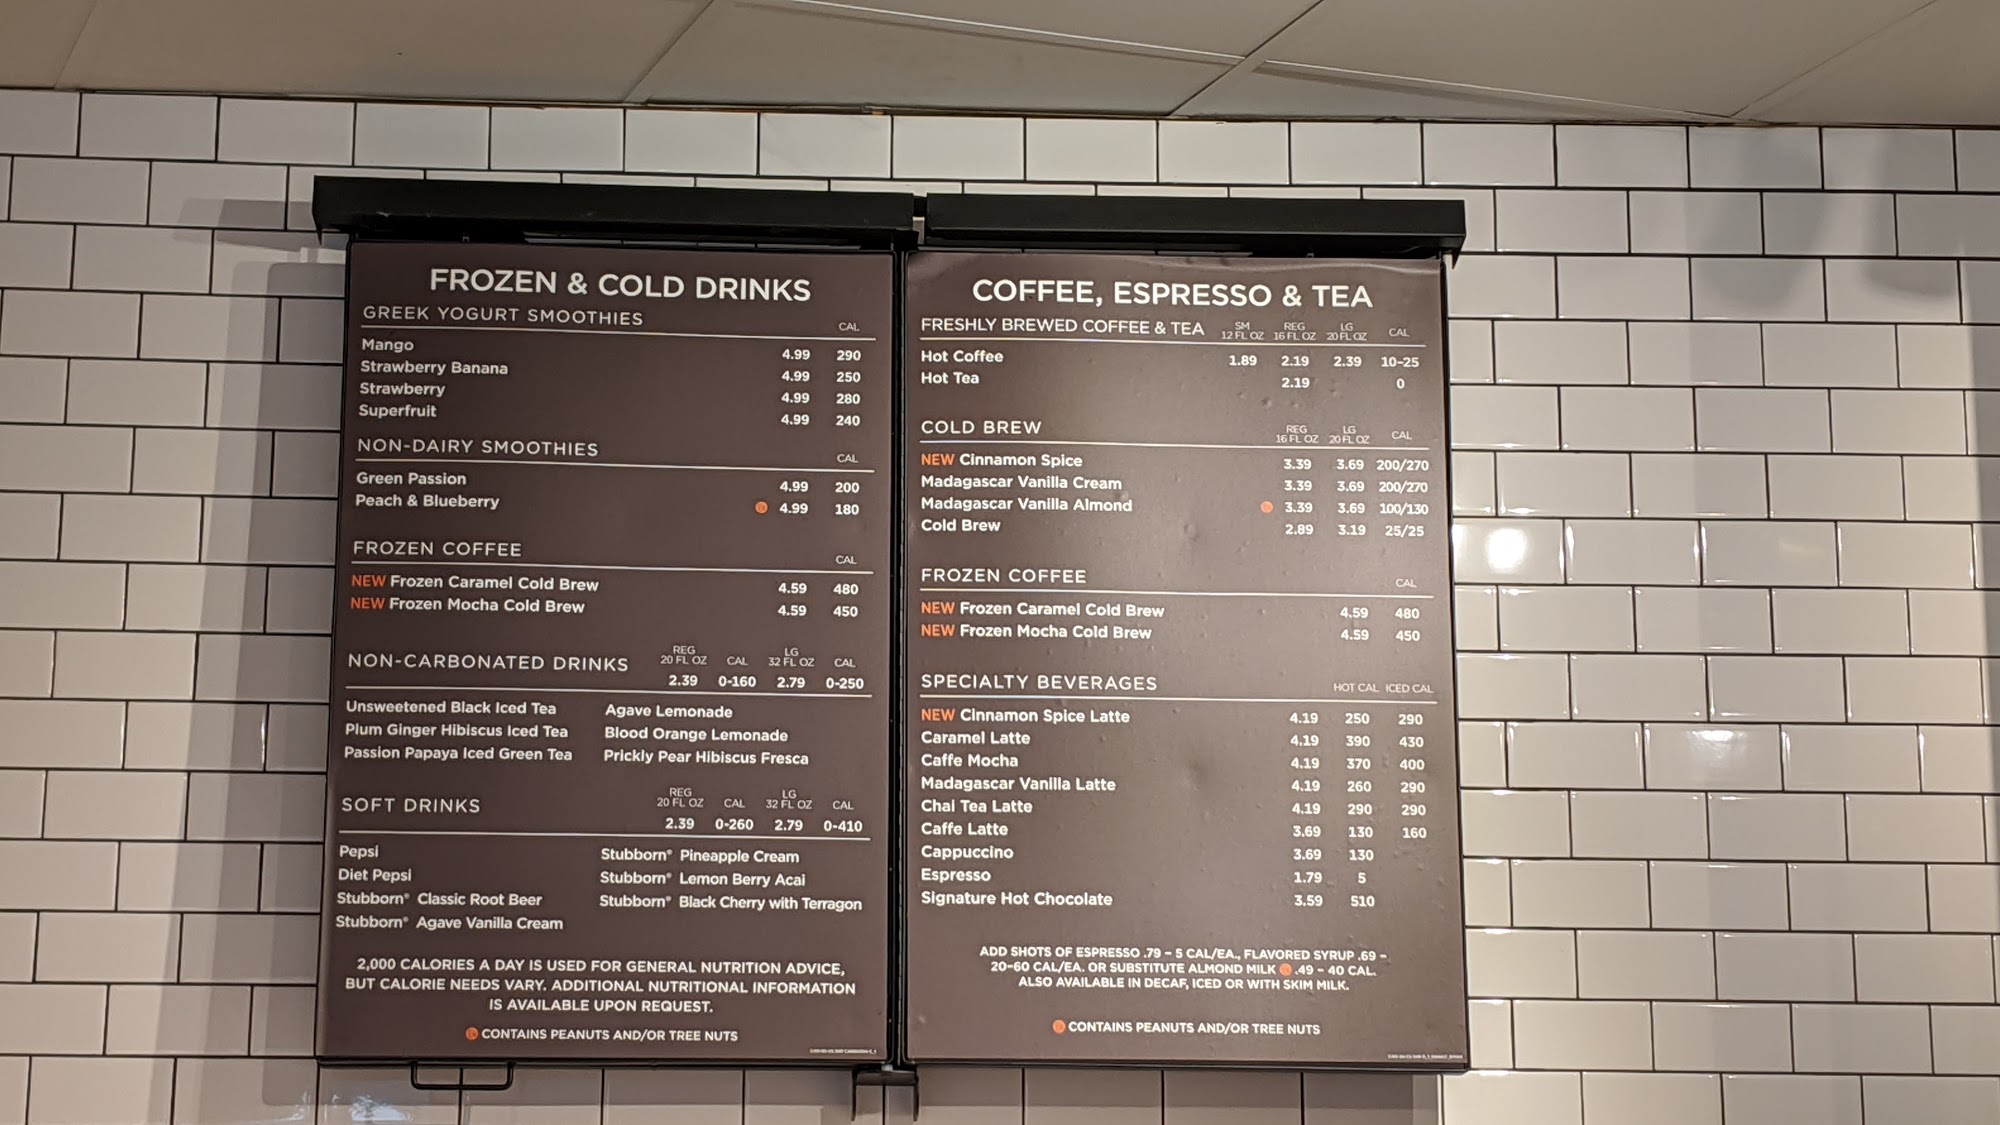 FROZEN & COLD DRINKS
GREEK YOGURT SMOOTHIES CAL
Mango 4.99 290
Strawberry Banana 4.99 250
Strawberry 4.99 280
Superfruit 4.99 240
NON-DAIRY SMOOTHIES CAL
Green Passion 4.99 200
Peach & Blueberry 4.99 180
FROZEN COFFEE CAL
NEW Frozen Caramel Cold Brew 4.59 480
NEW Frozen Mocha Cold Brew 4.59 450
NON-CARBONATED DRINKS REG 20 FL OZ CAL LG 32 FL OZ CAL
2.39 0-160 2.79 0-250
Unsweetened Black Iced Tea Agave Lemonade
Plum Ginger Hibiscus Iced Tea Blood Orange Lemonade
Passion Papaya Iced Green Tea Prickly Pear Hibiscus Fresca
SOFT DRINKS REG 20 FL OZ CAL LG 32 FL OZ CAL
2.39 0-260 2.79 0-410
Pepsi Stubborn® Pineapple Cream
Diet Pepsi Stubborn® Lemon Berry Acai
Stubborn® Classic Root Beer Stubborn® Black Cherry with Terragon
Stubborn® Agave Vanilla Cream
2,000 CALORIES A DAY IS USED FOR GENERAL NUTRITION ADVICE,
BUT CALORIE NEEDS VARY. ADDITIONAL NUTRITIONAL INFORMATION
IS AVAILABLE UPON REQUEST.
CONTAINS PEANUTS AND/OR TREE NUTS
COFFEE, ESPRESSO & TEA
FRESHLY BREWED COFFEE & TEA SM 12 FL OZ REG 16 FL OZ LG 20 FL OZ CAL
Hot Coffee 1.89 2.19 2.39 10-25
Hot Tea 2.19 0
COLD BREW REG 16 FL OZ LG 20 FL OZ CAL
NEW Cinnamon Spice 3.39 3.69 200/270
Madagascar Vanilla Cream 3.39 3.69 200/270
Madagascar Vanilla Almond 3.39 3.69 100/130
Cold Brew 2.89 3.19 25/25
FROZEN COFFEE CAL
NEW Frozen Caramel Cold Brew 4.59 480
NEW Frozen Mocha Cold Brew 4.59 450
SPECIALTY BEVERAGES HOT CAL ICED CAL
NEW Cinnamon Spice Latte 4.19 250 290
Caramel Latte 4.19 390 430
Caffe Mocha 4.19 370 400
Madagascar Vanilla Latte 4.19 260 290
Chai Tea Latte 4.19 290 290
Caffe Latte 3.69 130 160
Cappuccino 3.69 130
Espresso 1.79 5
Signature Hot Chocolate 3.59 510
ADD SHOTS OF ESPRESSO .79 - 5 CAL/EA., FLAVORED SYRUP .69 -
20-60 CAL/EA. OR SUBSTITUTE ALMOND MILK .49 - 40 CAL.
ALSO AVAILABLE IN DECAF, ICED OR WITH SKIM MILK.
CONTAINS PEANUTS AND/OR TREE NUTS